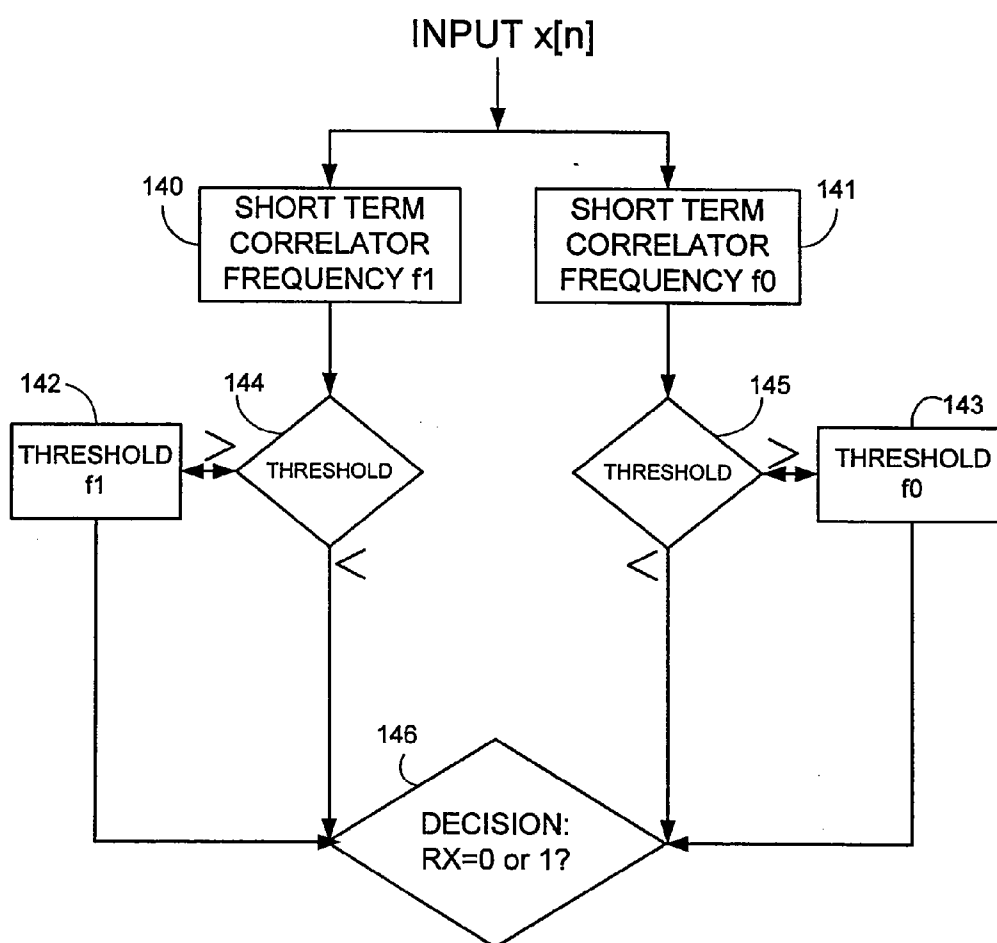 INPUT x[n]
140
SHORT TERM
CORRELATOR
FREQUENCY f1
141
SHORT TERM
CORRELATOR
FREQUENCY f0
142
THRESHOLD
f1
>
144
THRESHOLD
<
145
THRESHOLD
<
>
143
THRESHOLD
f0
146
DECISION:
RX=0 or 1?